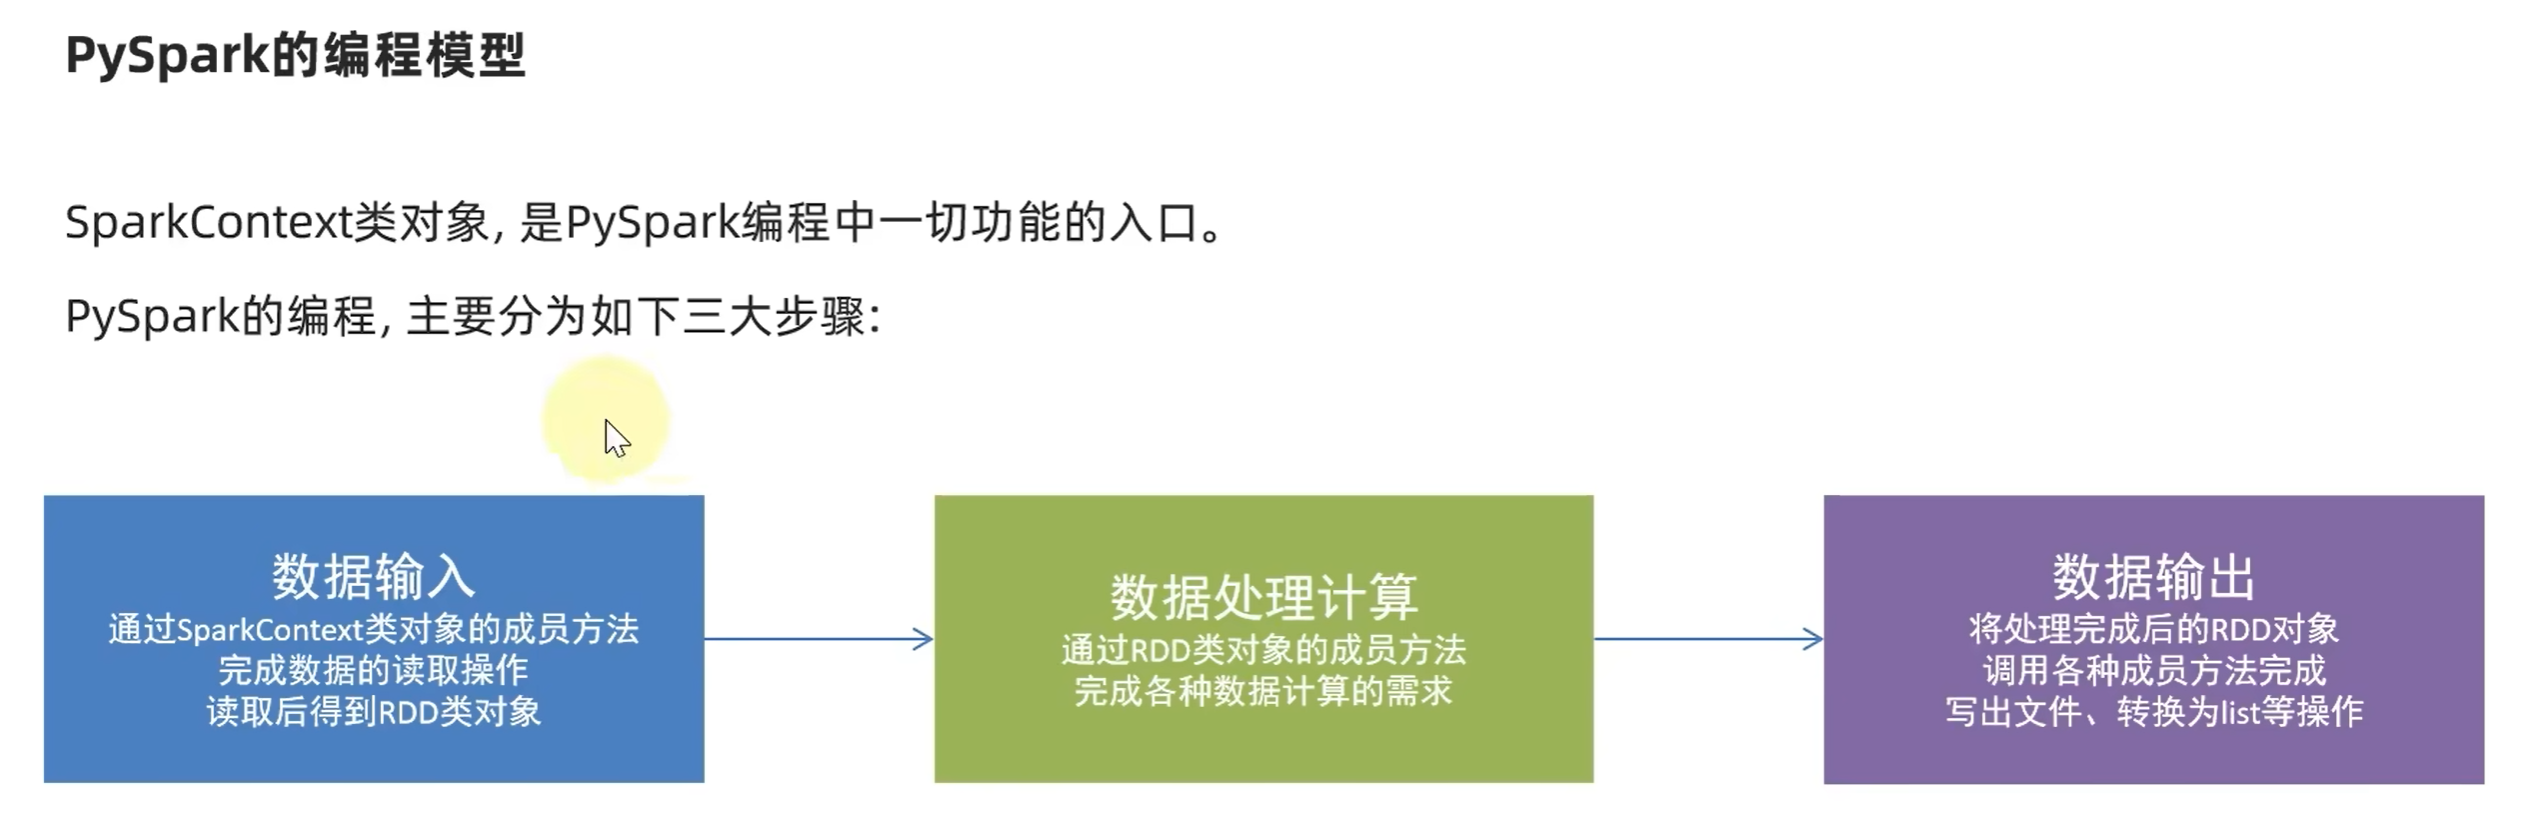 PySpark的编程模型
SparkContext类对象, 是PySpark编程中一切功能的入口。
PySpark的编程, 主要分为如下三大步骤:
数据输入
通过SparkContext类对象的成员方法
完成数据的读取操作
读取后得到RDD类对象
数据处理计算
通过RDD类对象的成员方法
完成各种数据计算的需求
数据输出
将处理完成后的RDD对象
调用各种成员方法完成
写出文件、转换为list等操作